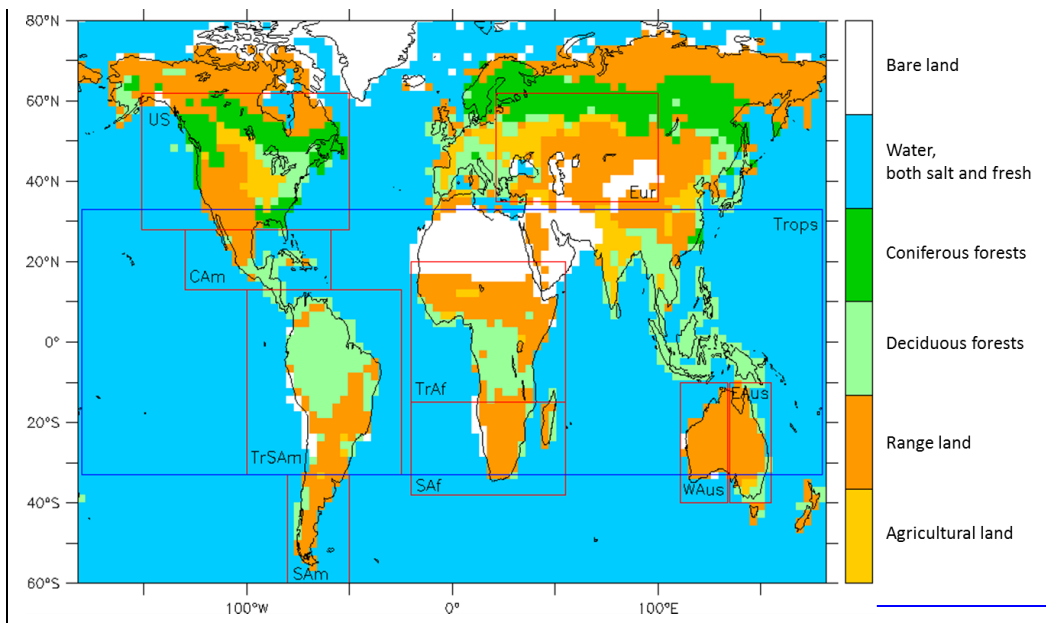 80°N
60°N
40°N
20°N
0°
20°S
40°S
60°S
100°W
0°
100°E
US
Eur
Trops
CAm
TrAf
EAus
TrSAm
SAf
WAus
SAm
Bare land
Water,
both salt and fresh
Coniferous forests
Deciduous forests
Range land
Agricultural land